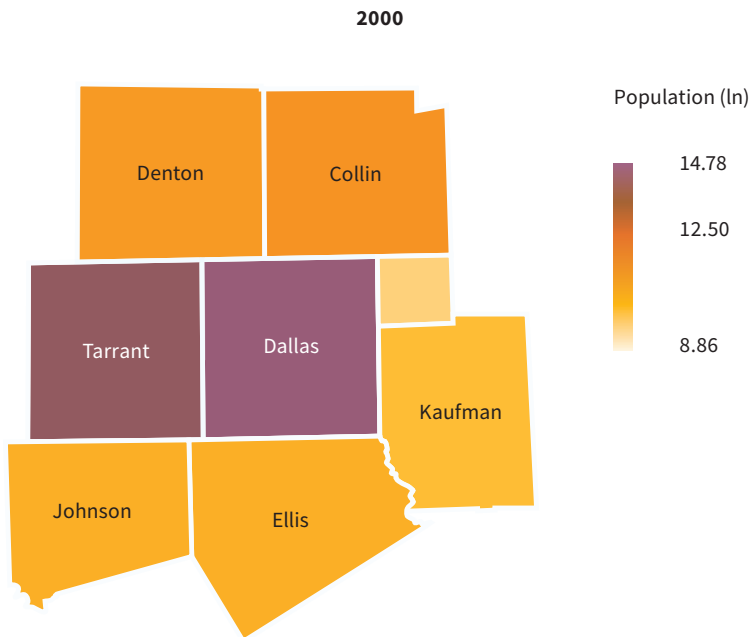 2000
Population (ln)
14.78
12.50
8.86
Denton
Collin
Tarrant
Dallas
Kaufman
Johnson
Ellis